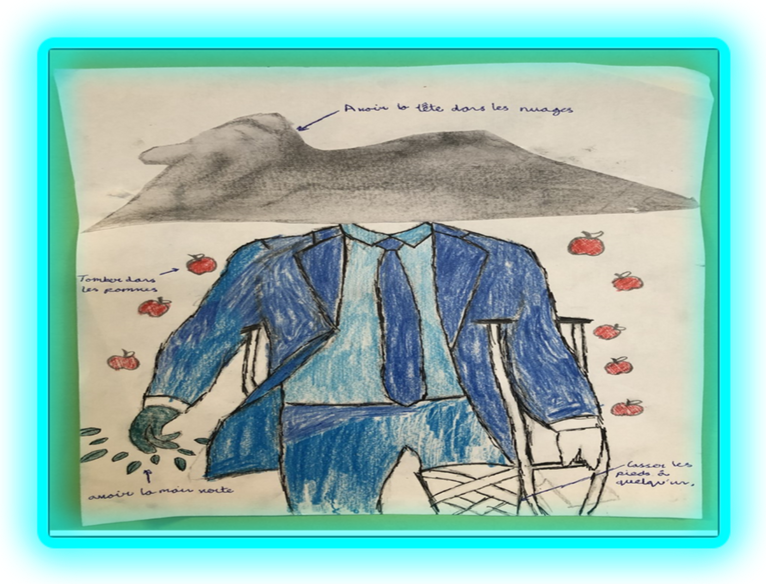 Avoir la tête dans les nuages
Tomber dans
les pommes
avoir la main verte
Casser les
pieds à
quelqu'un.